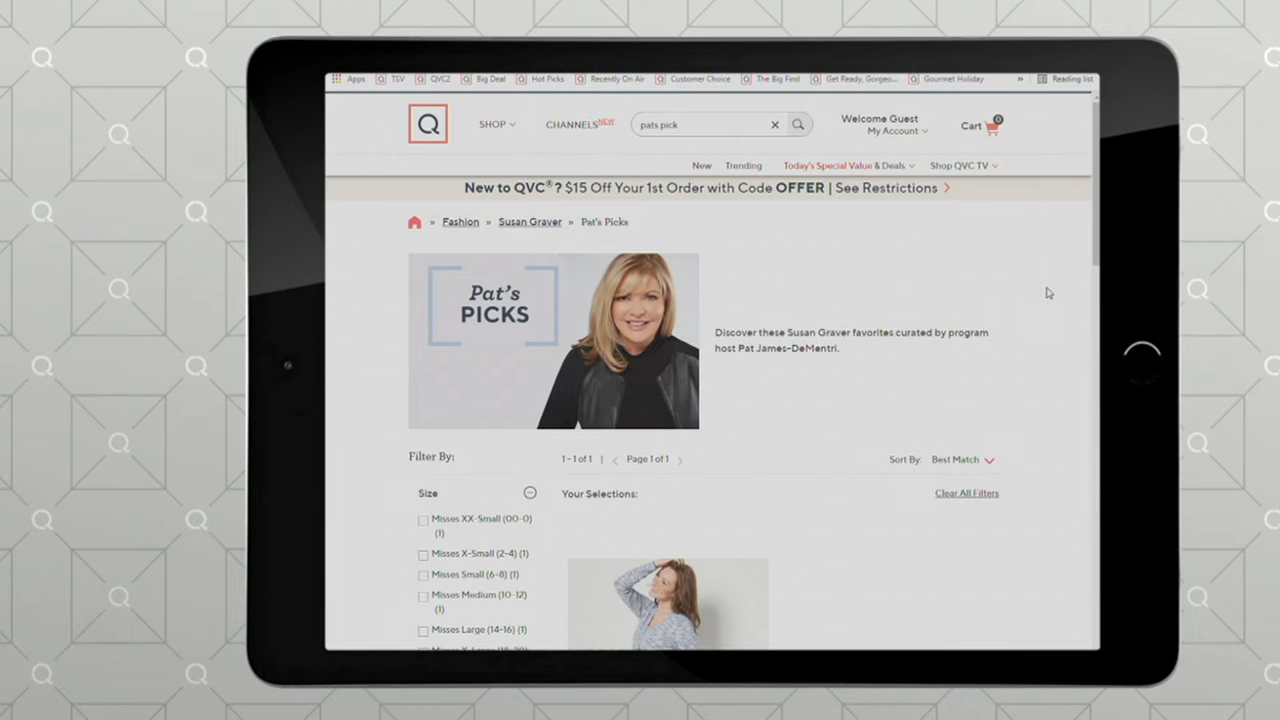 Apps TSV QVC2 Big Deal Hot Picks Recently On Air Customer Choice The Big Find Get Ready, Gorgeo... Gourmet Holiday » Reading list
Q SHOP CHANNELS NEW pats pick Welcome Guest
My Account
Cart 0
New Trending Today's Special Value & Deals Shop QVC TV
New to QVC®? $15 Off Your 1st Order with Code OFFER | See Restrictions
» Fashion » Susan Graver » Pat's Picks
Pat's
PICKS
Discover these Susan Graver favorites curated by program
host Pat James-DeMentri.
Filter By: 1-1 of 1 | < Page 1 of 1 > Sort By: Best Match
Size Your Selections: Clear All Filters
Misses XX-Small (00-0)
(1)
Misses X-Small (2-4) (1)
Misses Small (6-8) (1)
Misses Medium (10-12)
(1)
Misses Large (14-16) (1)